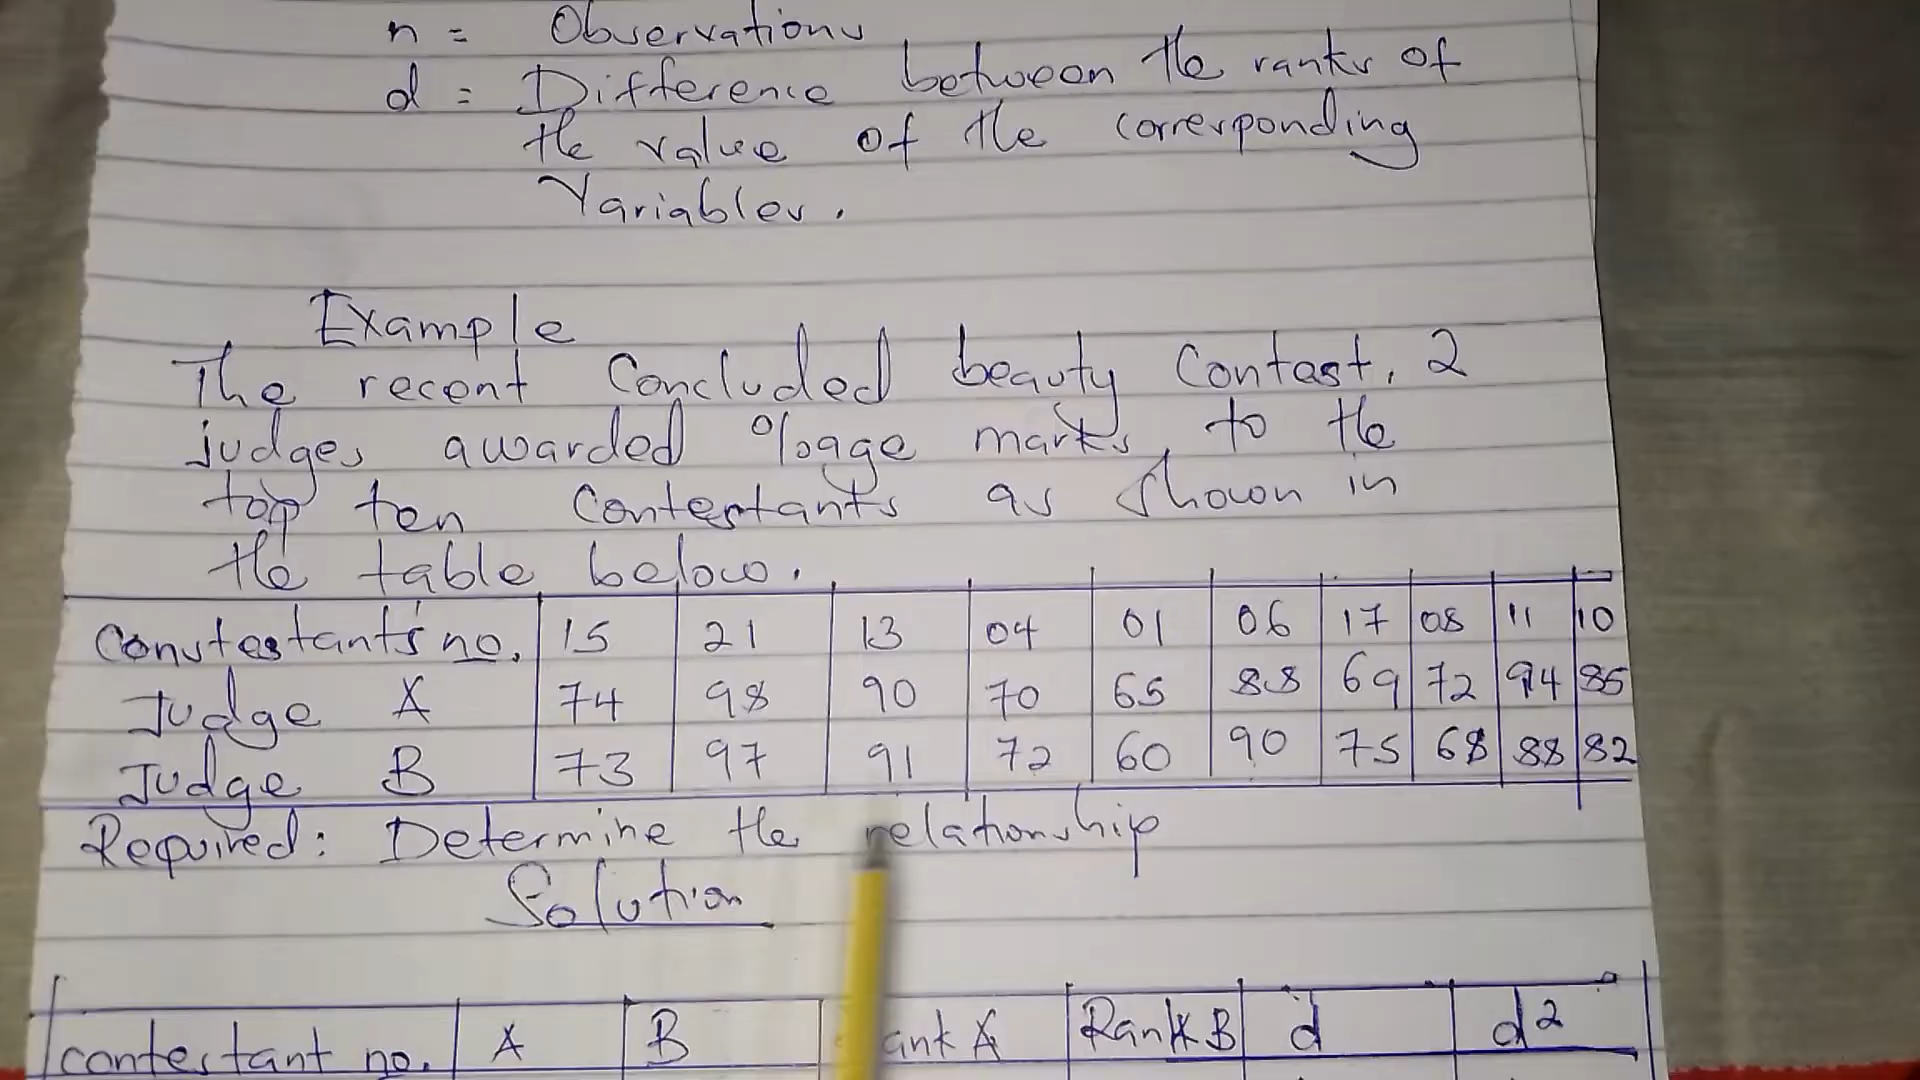 n = Observations
d = Difference between the ranks of
the value of the corresponding
Variables.
Example
The recent Concluded beauty Contest, 2
judges awarded %age marks to the
top ten Contestants as shown in
the table below.
Contestants no. 15 21 13 04 01 06 17 08 11 10
Judge A 74 98 90 70 65 88 69 72 94 85
Judge B 73 97 91 72 60 90 75 68 88 82
Required: Determine the relationship
Solution
contestant no. A B ank A Rank B d d2